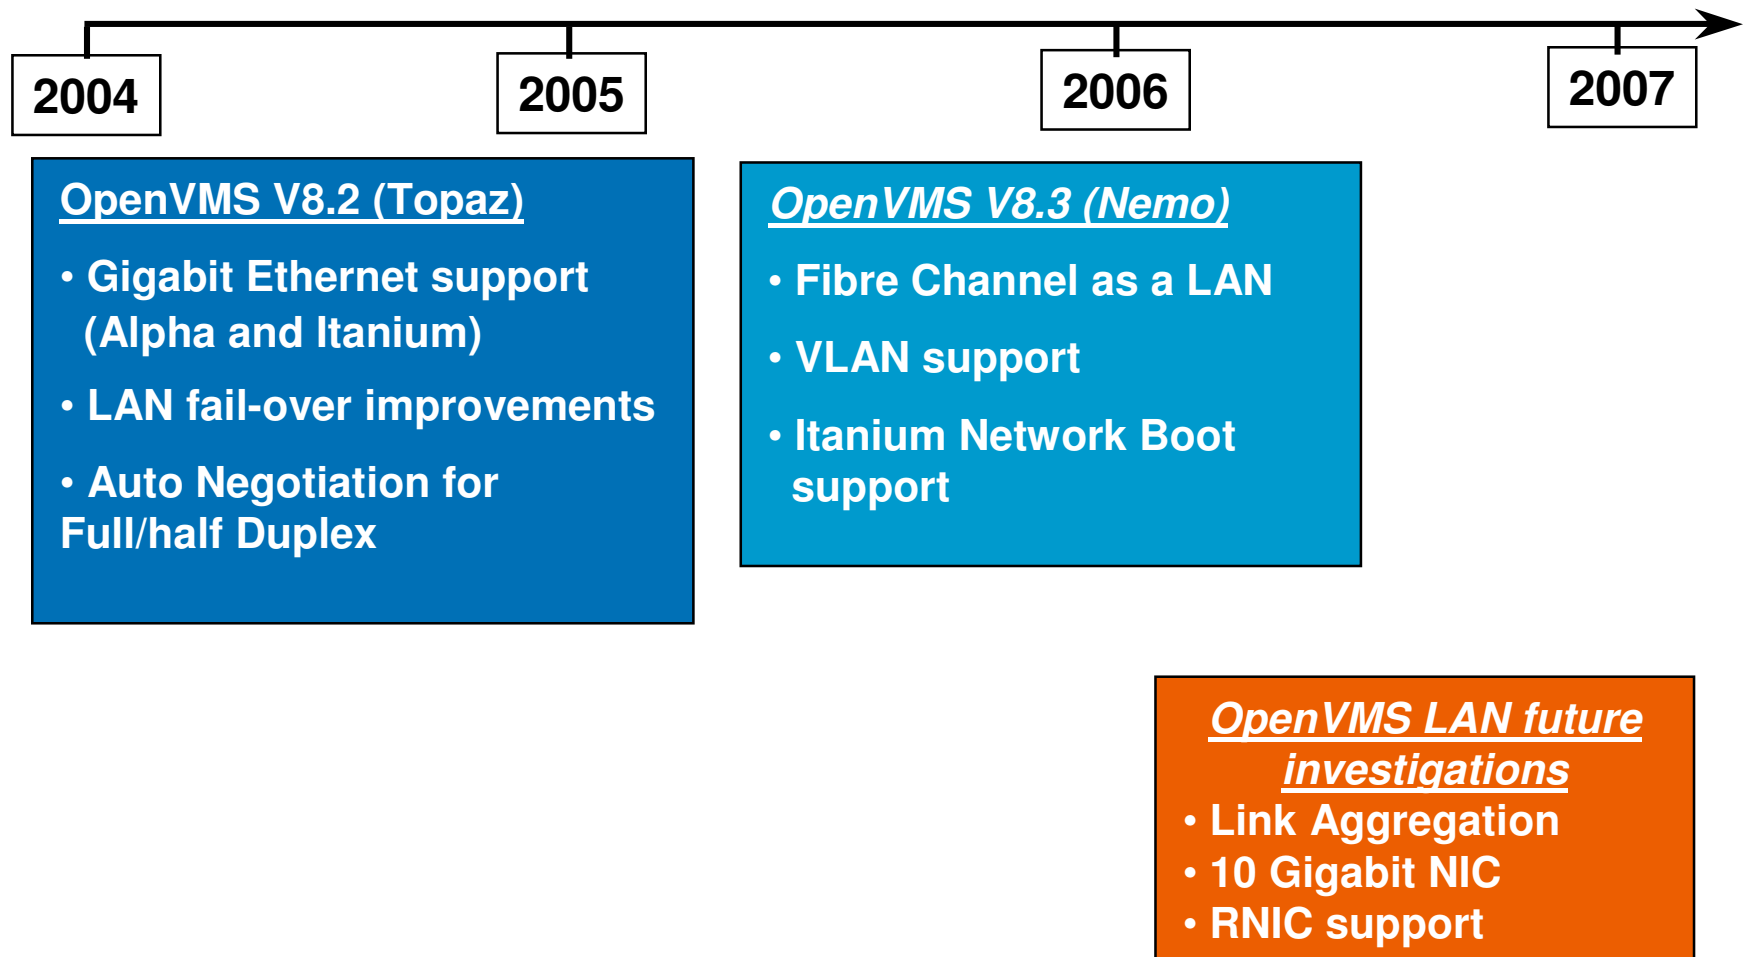 2004
2005
2006
2007
OpenVMS V8.2 (Topaz)
• Gigabit Ethernet support
(Alpha and Itanium)
• LAN fail-over improvements
• Auto Negotiation for
Full/half Duplex
OpenVMS V8.3 (Nemo)
• Fibre Channel as a LAN
• VLAN support
• Itanium Network Boot
support
OpenVMS LAN future
investigations
• Link Aggregation
• 10 Gigabit NIC
• RNIC support